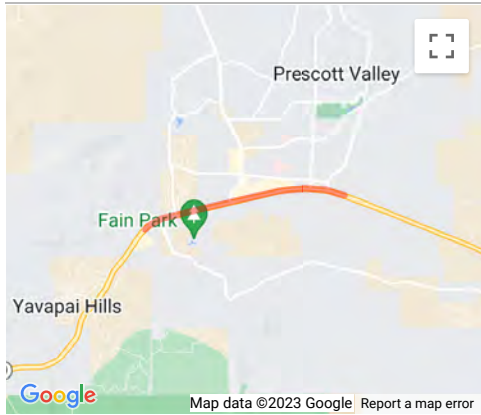 Prescott Valley
Fain Park
Yavapai Hills
Google
Map data ©2023 Google Report a map error